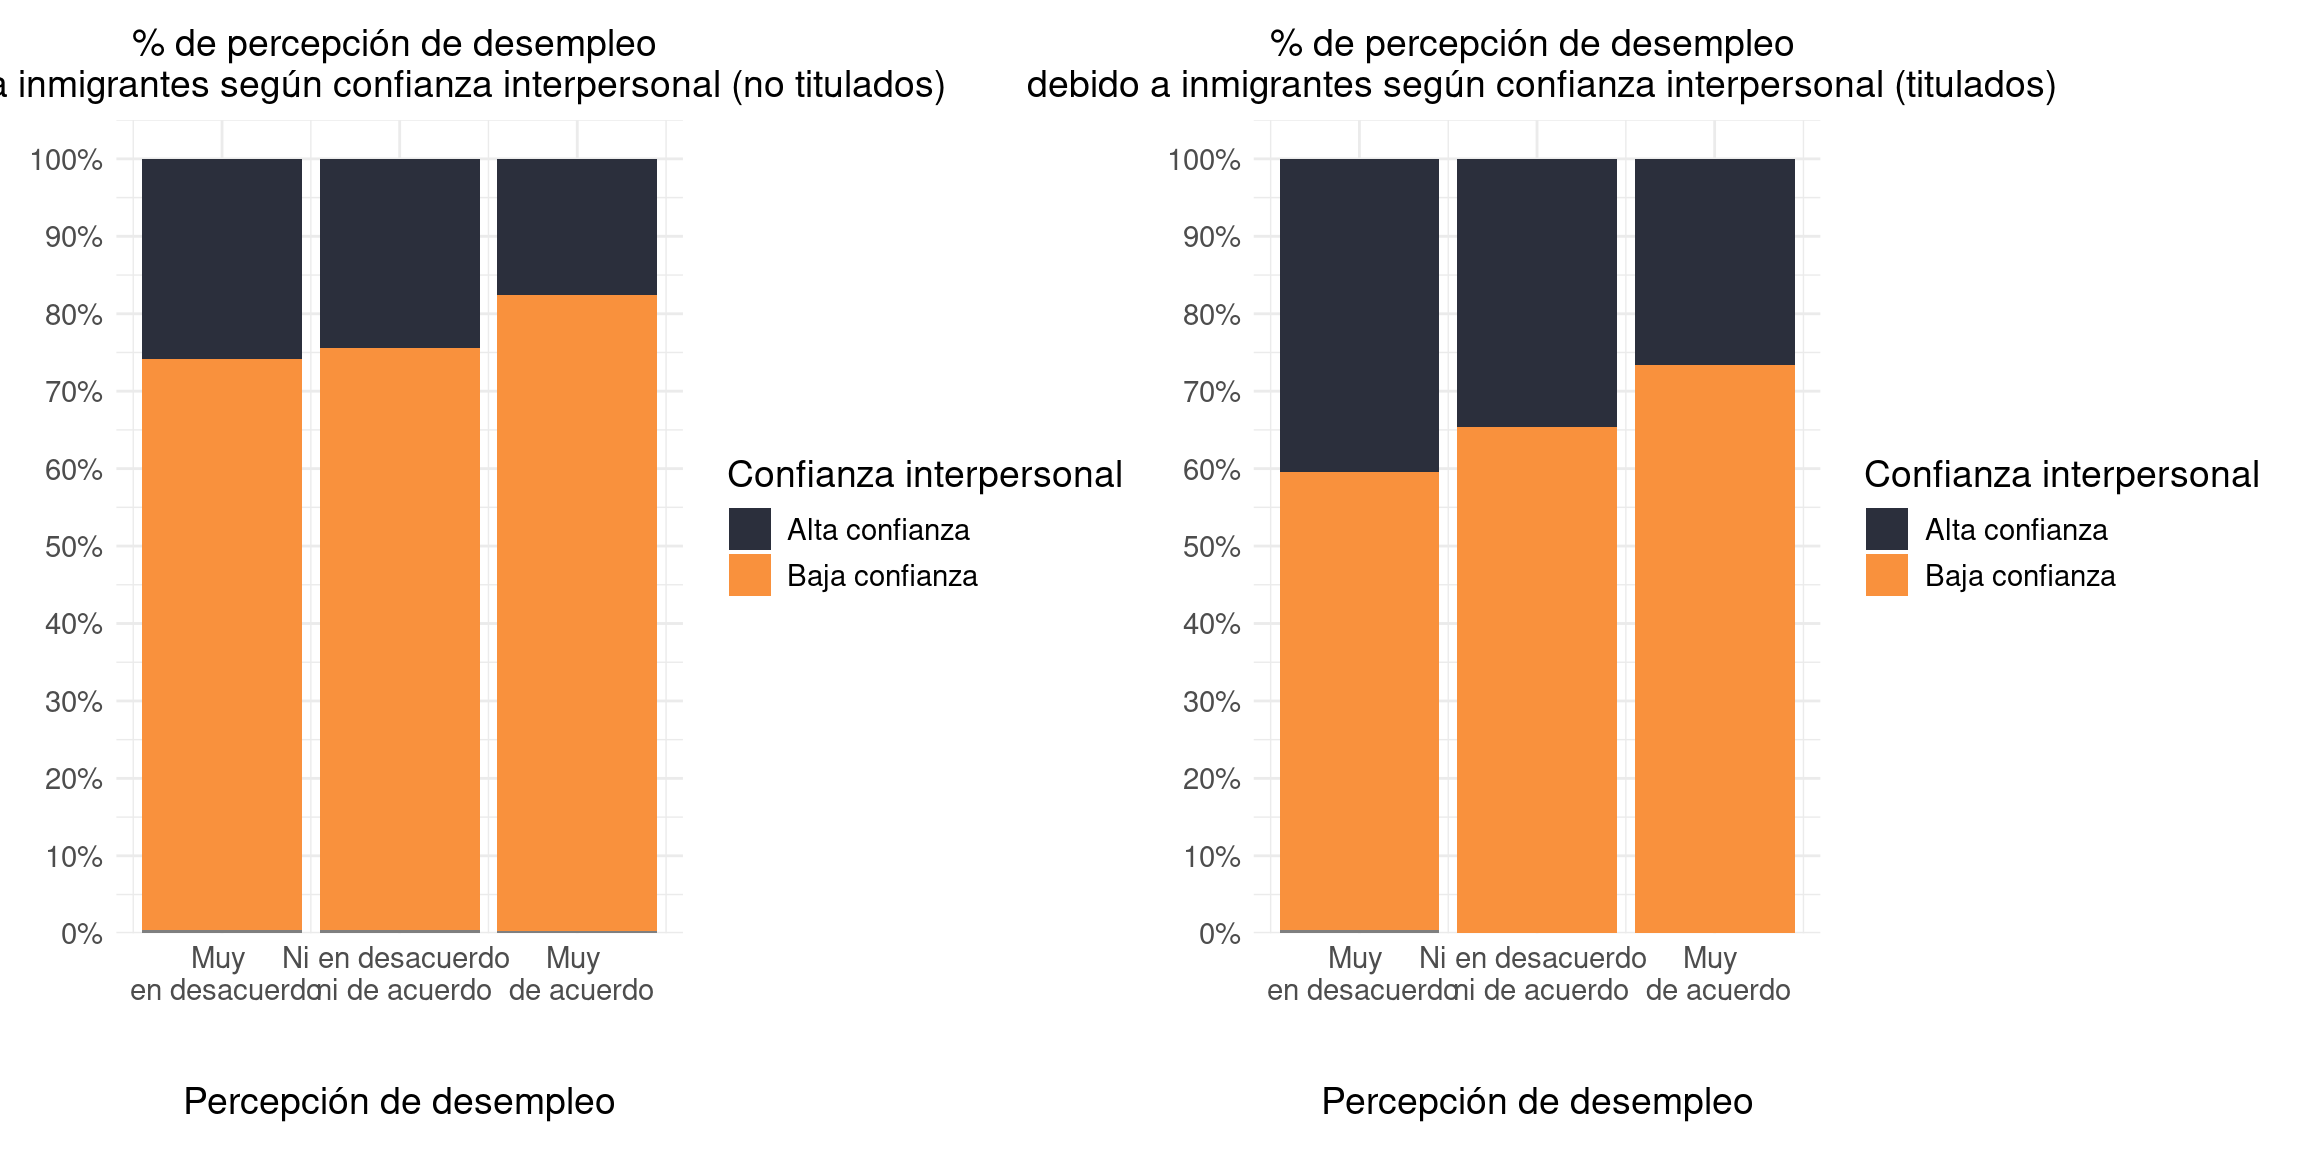 % de percepción de desempleo
a inmigrantes según confianza interpersonal (no titulados)
100%
90%
80%
70%
60%
50%
40%
30%
20%
10%
0%
Muy
en desacuerdo
Ni en desacuerdo
ni de acuerdo
Muy
de acuerdo
Percepción de desempleo
Confianza interpersonal
Alta confianza
Baja confianza
% de percepción de desempleo
debido a inmigrantes según confianza interpersonal (titulados)
100%
90%
80%
70%
60%
50%
40%
30%
20%
10%
0%
Muy
en desacuerdo
Ni en desacuerdo
ni de acuerdo
Muy
de acuerdo
Percepción de desempleo
Confianza interpersonal
Alta confianza
Baja confianza